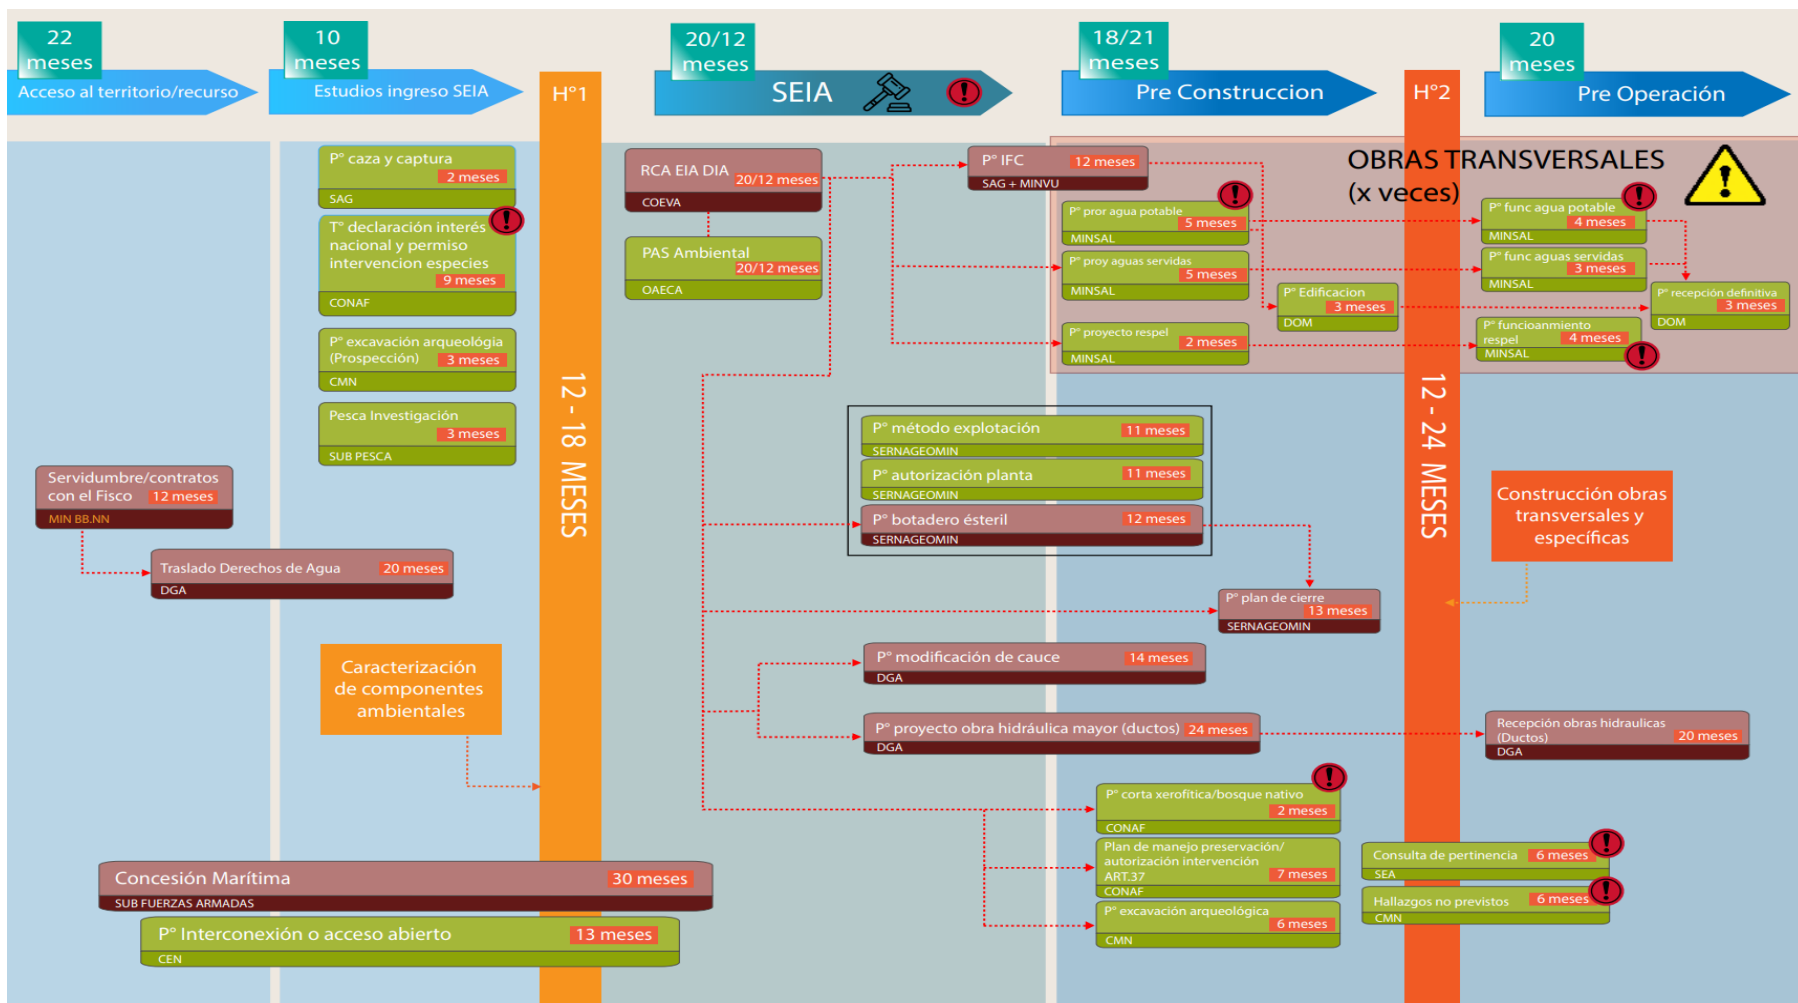 22
meses
Acceso al territorio/recurso
10
meses
Estudios ingreso SEIA
H°1
20/12
meses
SEIA
18/21
meses
Pre Construccion
H°2
20
meses
Pre Operación
P° caza y captura
2 meses
SAG
T° declaración interés
nacional y permiso
intervencion especies
9 meses
CONAF
P° excavación arqueológia
(Prospección)
3 meses
CMN
Pesca Investigación
3 meses
SUB PESCA
Servidumbre/contratos
con el Fisco
12 meses
MIN BB.NN
Traslado Derechos de Agua
20 meses
DGA
Caracterización
de componentes
ambientales
12 - 18 MESES
Concesión Marítima
30 meses
SUB FUERZAS ARMADAS
P° Interconexión o acceso abierto
13 meses
CEN
RCA EIA DIA
20/12 meses
COEVA
PAS Ambiental
20/12 meses
OAECA
P° IFC
12 meses
SAG + MINVU
OBRAS TRANSVERSALES
(x veces)
P° pror agua potable
5 meses
MINSAL
P° proy aguas servidas
5 meses
MINSAL
P° Edificacion
3 meses
DOM
P° proyecto respel
2 meses
MINSAL
P° func agua potable
4 meses
MINSAL
P° func aguas servidas
3 meses
MINSAL
P° recepción definitiva
3 meses
DOM
P° funcioanmiento
respel
4 meses
MINSAL
P° método explotación
11 meses
SERNAGEOMIN
P° autorización planta
11 meses
SERNAGEOMIN
P° botadero ésteril
12 meses
SERNAGEOMIN
P° plan de cierre
13 meses
SERNAGEOMIN
P° modificación de cauce
14 meses
DGA
P° proyecto obra hidráulica mayor (ductos)
24 meses
DGA
P° corta xerofítica/bosque nativo
2 meses
CONAF
Plan de manejo preservación/
autorización intervención
ART.37
7 meses
CONAF
P° excavación arqueológica
6 meses
CMN
12 - 24 MESES
Construcción obras
transversales y
específicas
Recepción obras hidraulicas
(Ductos)
20 meses
DGA
Consulta de pertinencia
6 meses
SEA
Hallazgos no previstos
6 meses
CMN